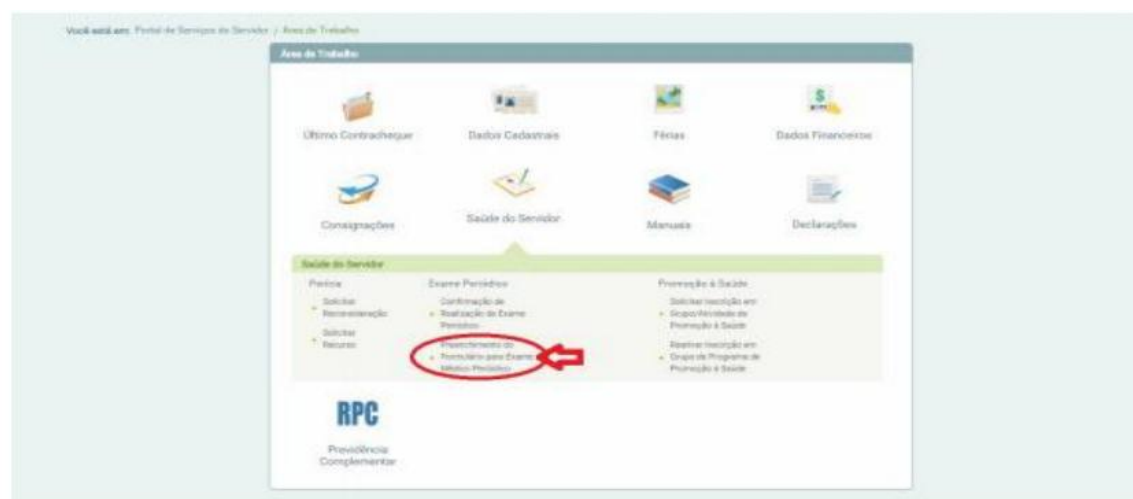 Você está em: Portal de Serviços do Servidor / Área de Trabalho
Área de Trabalho
Último Contracheque
Dados Cadastrais
Férias
Dados Financeiros
Consignações
Saúde do Servidor
Manuais
Declarações
Saúde do Servidor
Perícia
Solicitar
Reconsideração
Solicitar
Recurso
Exame Periódico
Confirmação de
Realização de Exame
Periódico
Preenchimento do
Formulário para Exame
Médico Periódico
Promoção à Saúde
Solicitar Inscrição em
Grupo/Atividade de
Promoção à Saúde
Inscrição em
Grupo de Programa de
Promoção à Saúde
RPC
Previdência
Complementar